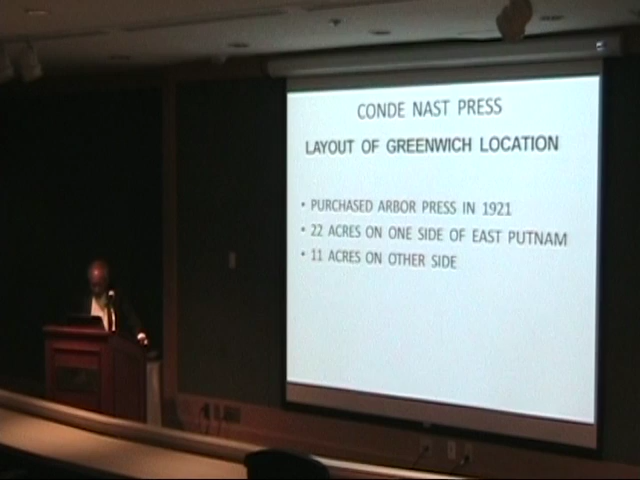 CONDE NAST PRESS
LAYOUT OF GREENWICH LOCATION
• PURCHASED ARBOR PRESS IN 1921
• 22 ACRES ON ONE SIDE OF EAST PUTNAM
• 11 ACRES ON OTHER SIDE